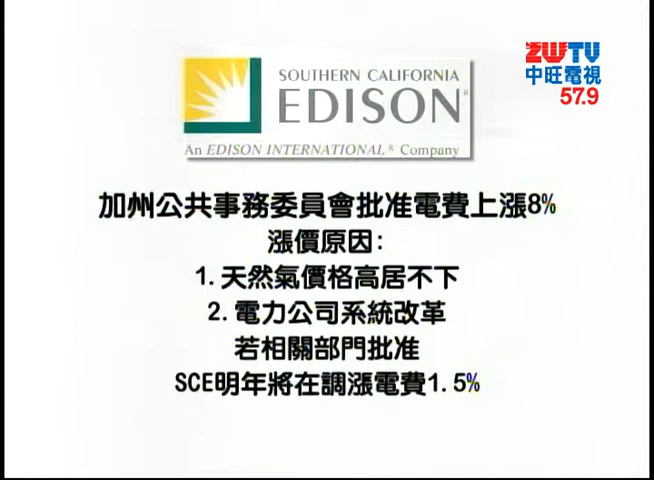 SOUTHERN CALIFORNIA
EDISON®
An EDISON INTERNATIONAL® Company
ZWTV
中旺電視
57.9
加州公共事務委員會批准電費上漲8%
漲價原因:
1.天然氣價格高居不下
2.電力公司系統改革
若相關部門批准
SCE明年將在調漲電費1.5%